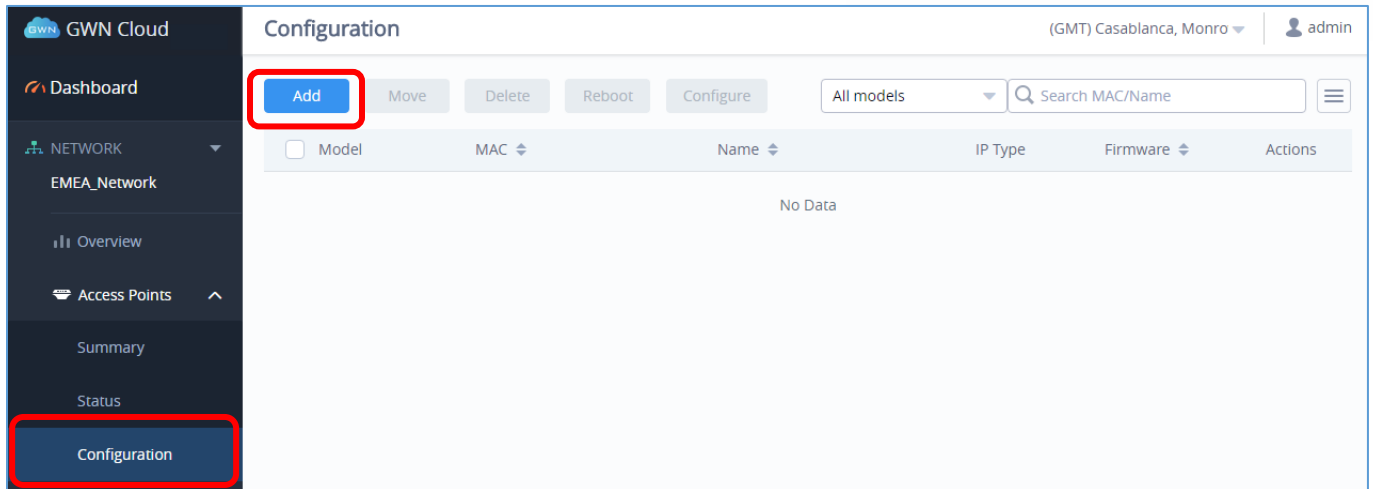 GWN GWN Cloud
Configuration
(GMT) Casablanca, Monro
admin
Dashboard
Add Move Delete Reboot Configure All models Search MAC/Name
NETWORK
Model MAC Name IP Type Firmware Actions
EMEA_Network
No Data
Overview
Access Points
Summary
Status
Configuration